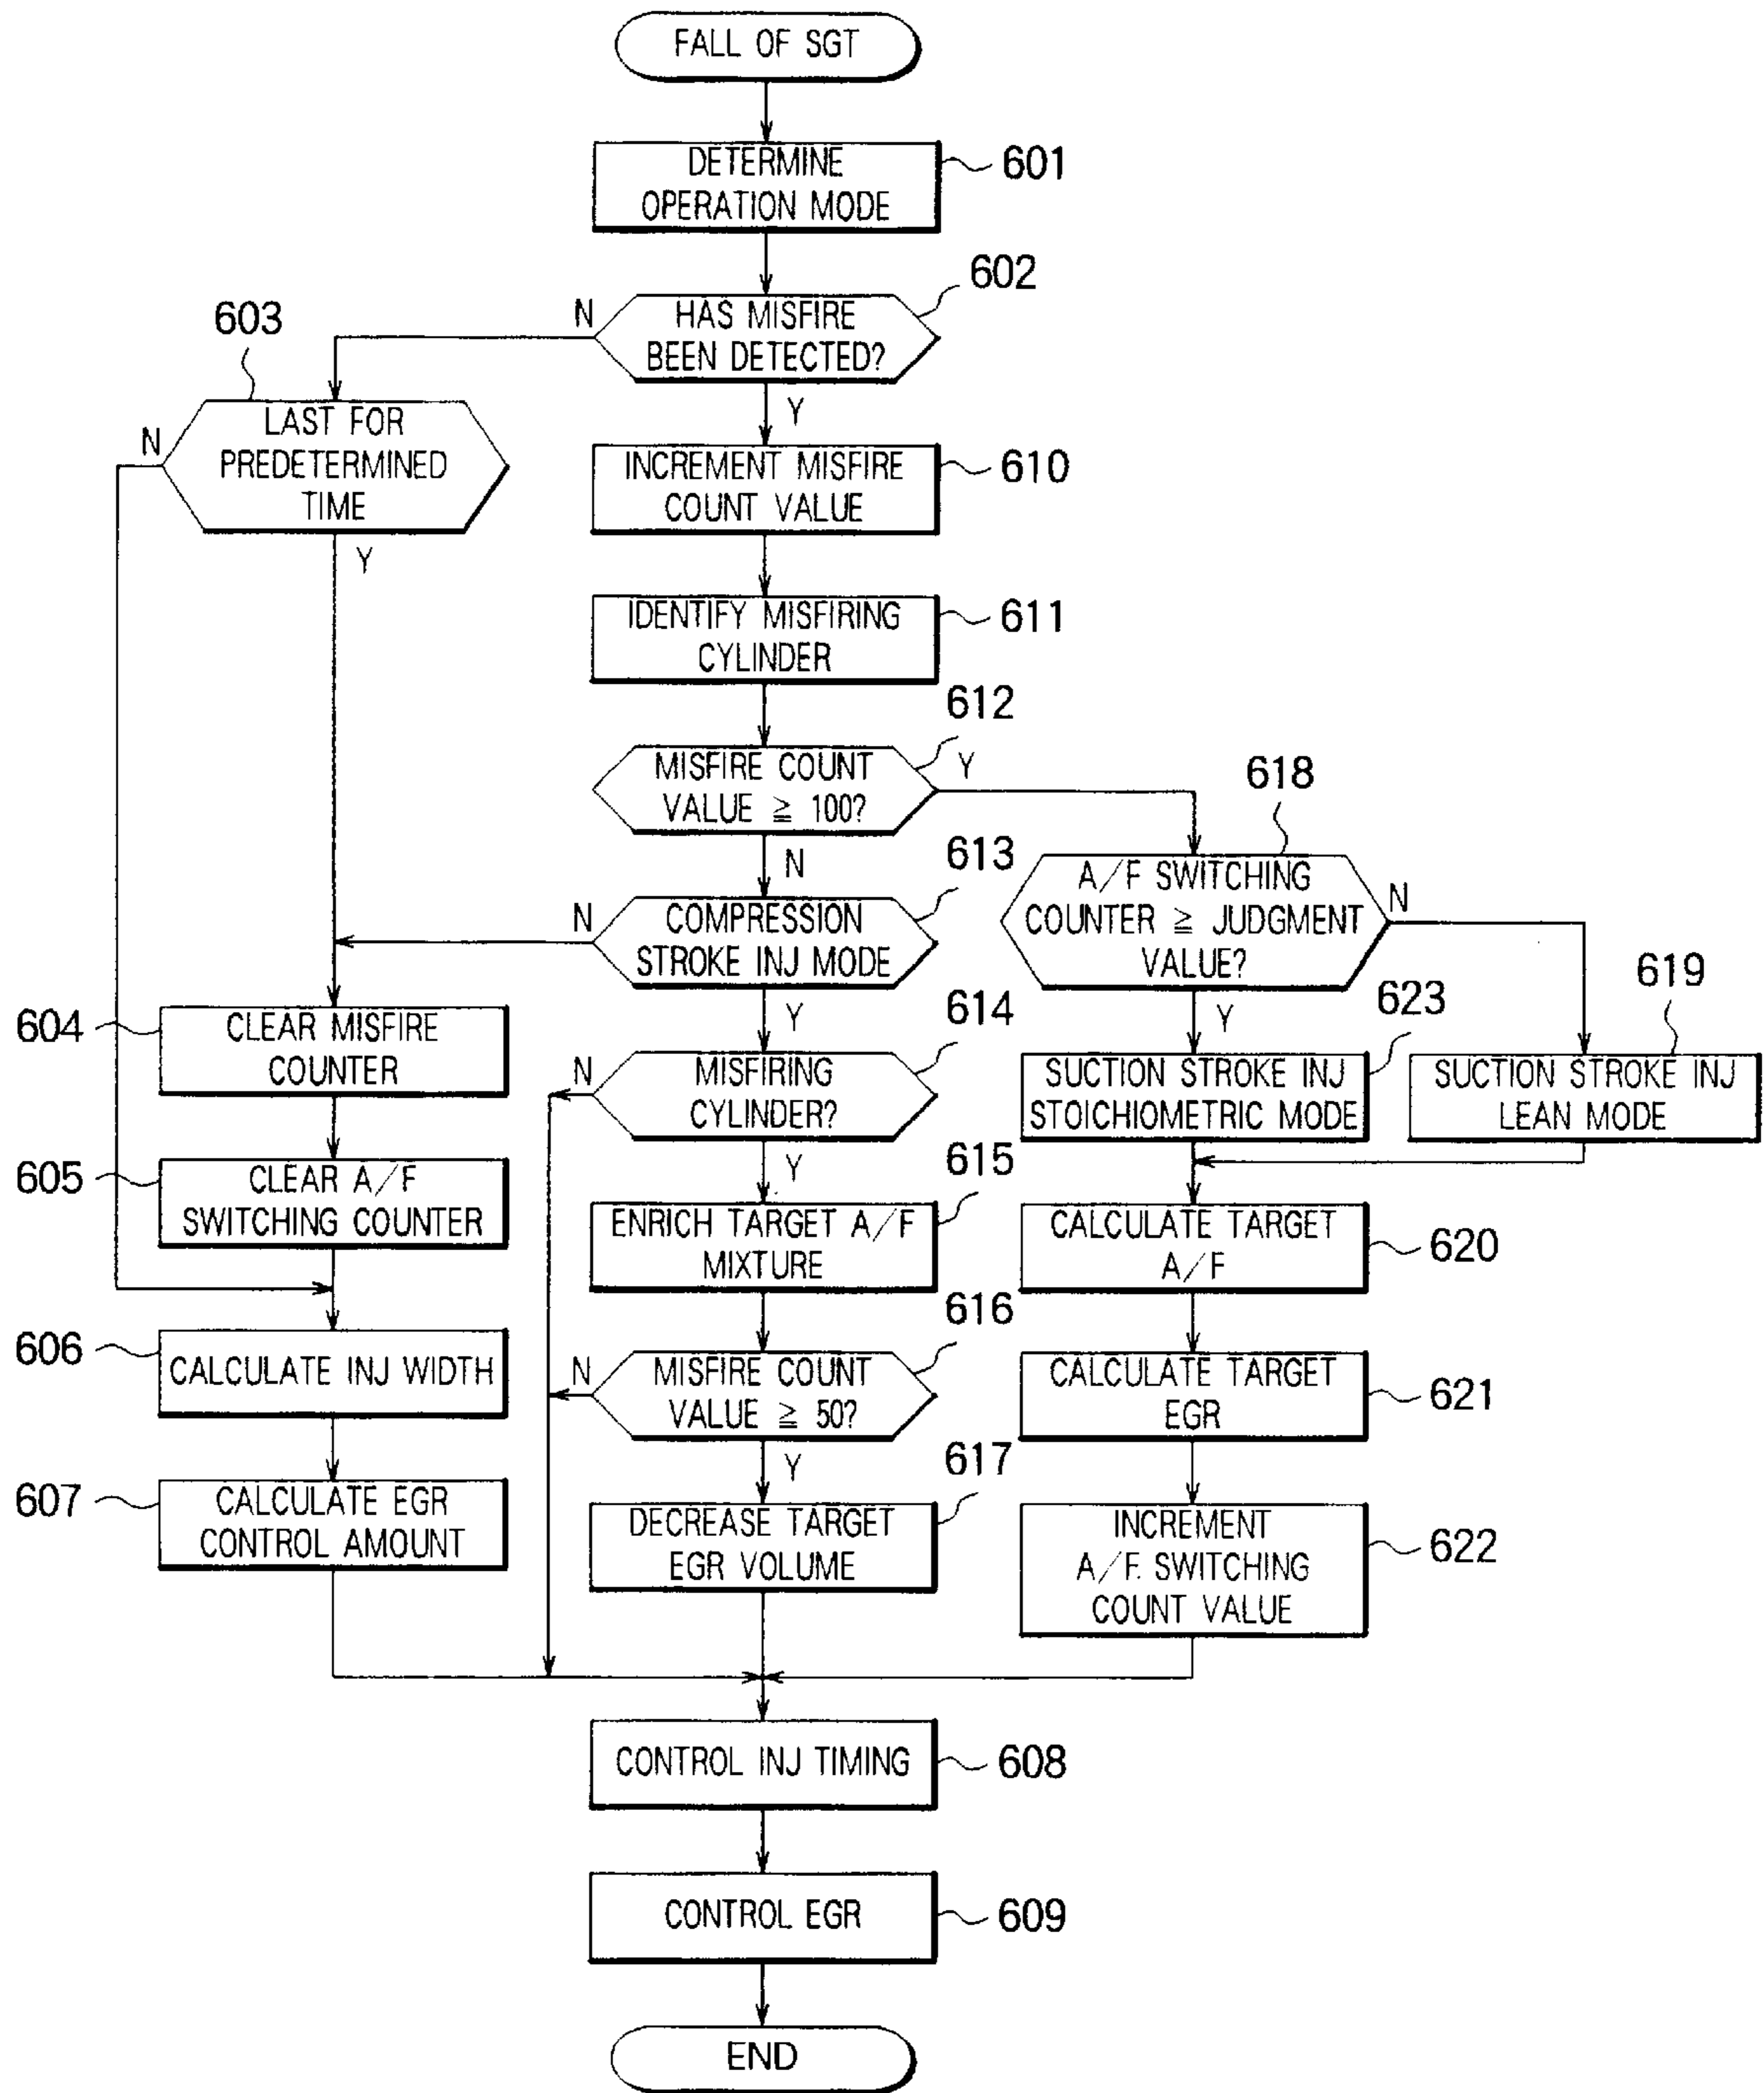 FALL OF SGT
DETERMINE
OPERATION MODE
601
602
HAS MISFIRE
BEEN DETECTED?
N
Y
603
LAST FOR
PREDETERMINED
TIME
N
Y
INCREMENT MISFIRE
COUNT VALUE
610
IDENTIFY MISFIRING
CYLINDER
611
612
MISFIRE COUNT
VALUE ≧ 100?
Y
N
613
COMPRESSION
STROKE INJ MODE
N
Y
618
A/F SWITCHING
COUNTER ≧ JUDGMENT
VALUE?
N
Y
604
CLEAR MISFIRE
COUNTER
614
MISFIRING
CYLINDER?
N
Y
623
SUCTION STROKE INJ
STOICHIOMETRIC MODE
619
SUCTION STROKE INJ
LEAN MODE
605
CLEAR A/F
SWITCHING COUNTER
615
ENRICH TARGET A/F
MIXTURE
CALCULATE TARGET
A/F
620
606
CALCULATE INJ WIDTH
616
MISFIRE COUNT
VALUE ≧ 50?
N
Y
CALCULATE TARGET
EGR
621
607
CALCULATE EGR
CONTROL AMOUNT
617
DECREASE TARGET
EGR VOLUME
INCREMENT
A/F. SWITCHING
COUNT VALUE
622
CONTROL INJ TIMING
608
CONTROL EGR
609
END